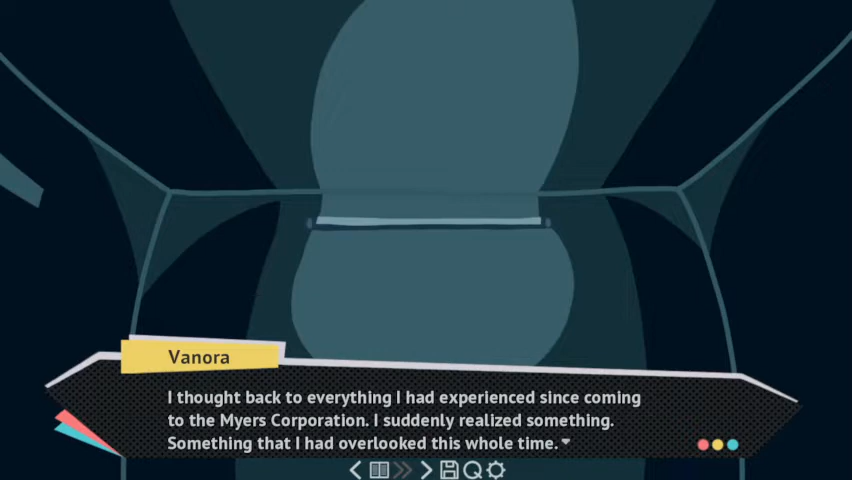 Vanora
I thought back to everything I had experienced since coming
to the Myers Corporation. I suddenly realized something.
Something that I had overlooked this whole time.